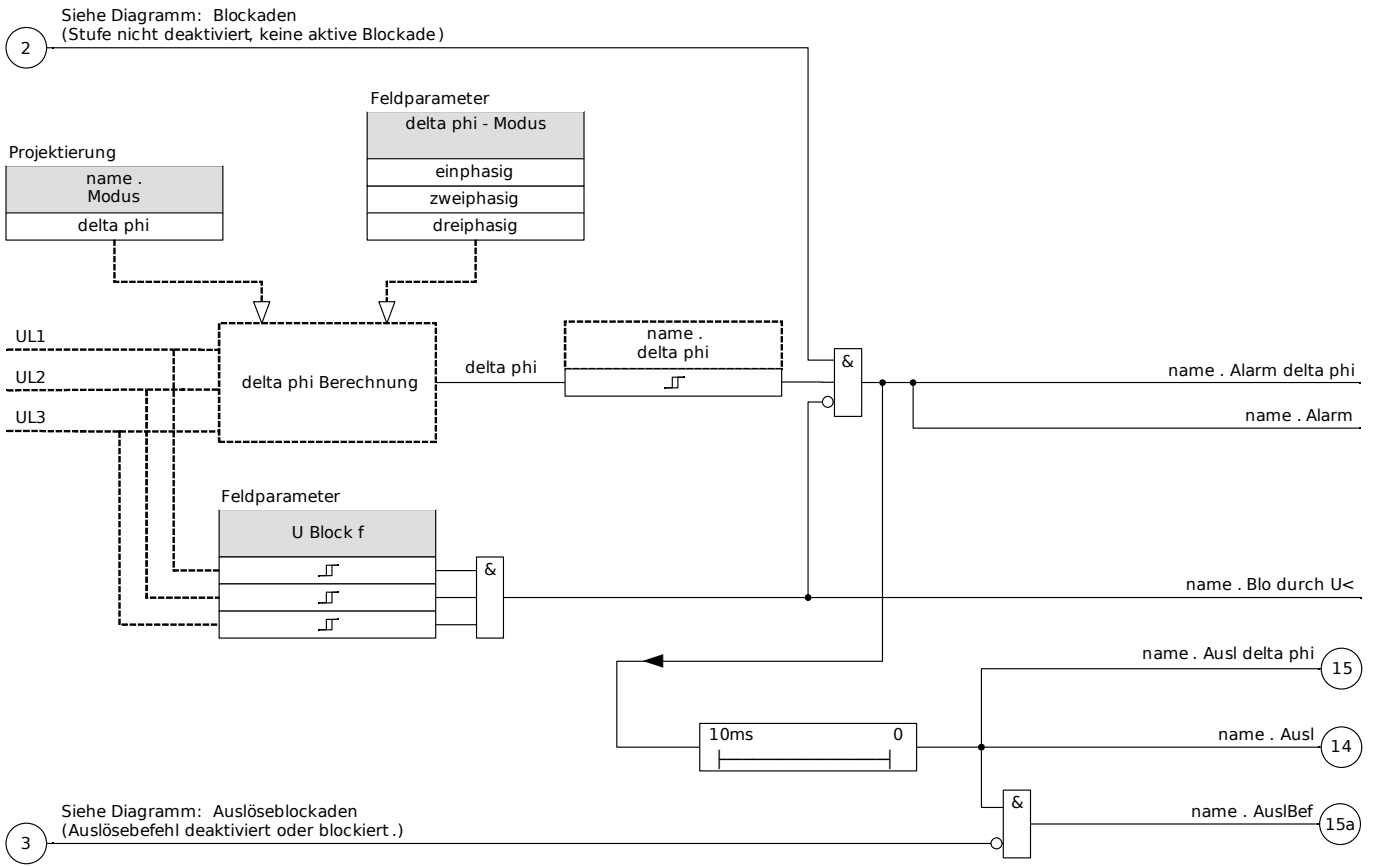 Siehe Diagramm: Blockaden
(Stufe nicht deaktiviert, keine aktive Blockade)
2
Feldparameter
delta phi - Modus
einphasig
zweiphasig
dreiphasig
Projektierung
name .
Modus
delta phi
UL1
UL2
UL3
delta phi Berechnung
delta phi
name .
delta phi
&
name . Alarm delta phi
name . Alarm
Feldparameter
U Block f
&
name . Blo durch U<
name . Ausl delta phi
15
10ms 0
name . Ausl
14
&
name . AuslBef
15a
Siehe Diagramm: Auslöseblockaden
(Auslösebefehl deaktiviert oder blockiert.)
3